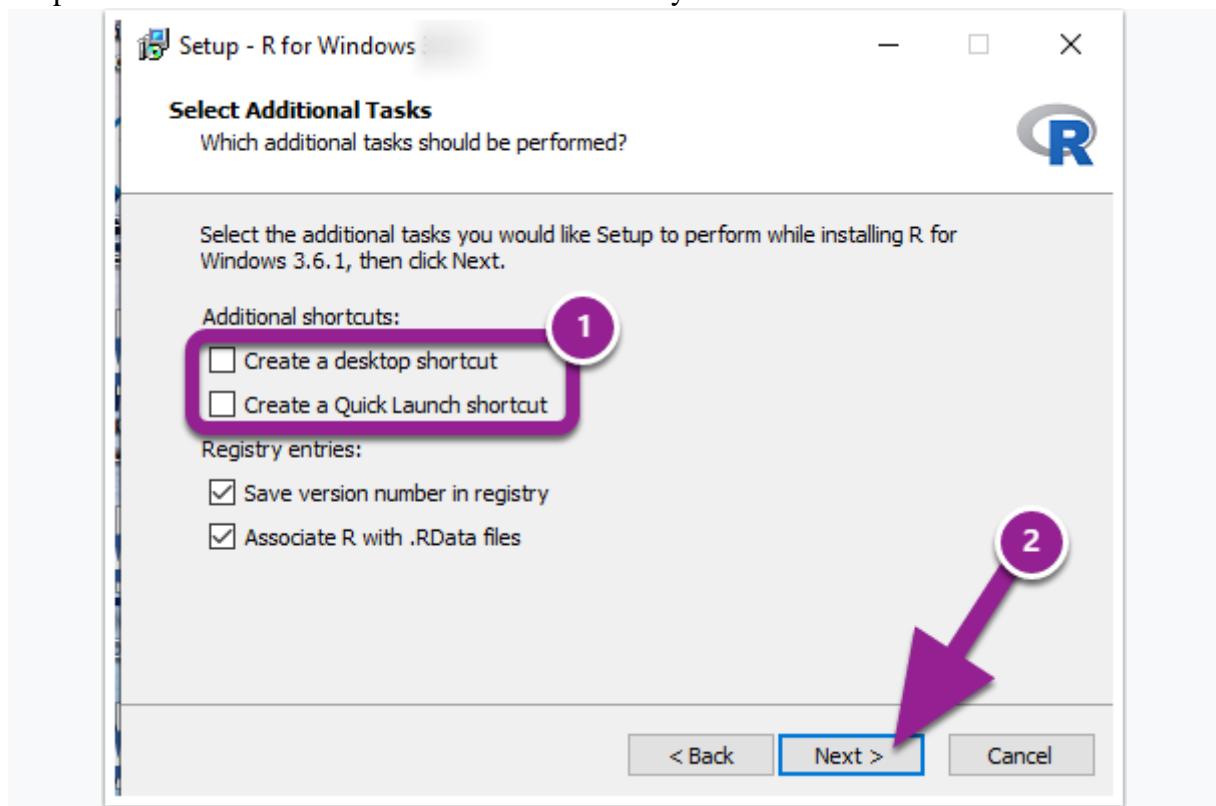 Setup - R for Windows
Select Additional Tasks
Which additional tasks should be performed?
R
Select the additional tasks you would like Setup to perform while installing R for
Windows 3.6.1, then click Next.
Additional shortcuts:
1
Create a desktop shortcut
Create a Quick Launch shortcut
Registry entries:
Save version number in registry
Associate R with .RData files
2
< Back Next > Cancel